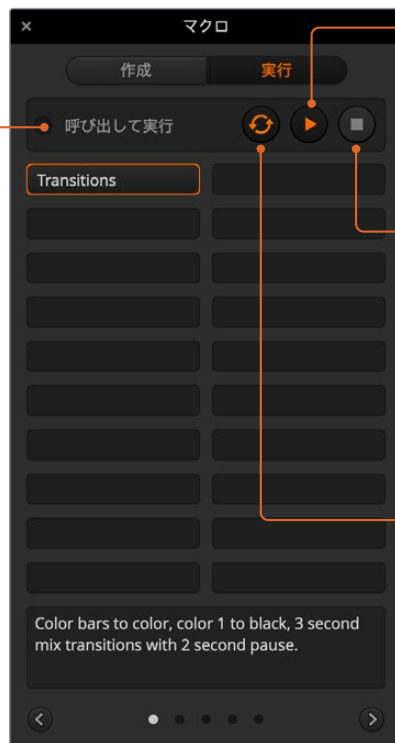 マクロ
作成
実行
呼び出して実行
Transitions
Color bars to color, color 1 to black, 3 second
mix transitions with 2 second pause.